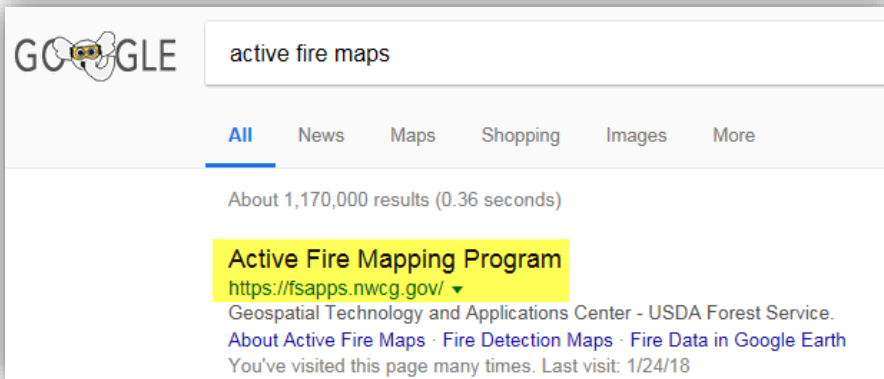 GOOGLE
active fire maps
All News Maps Shopping Images More
About 1,170,000 results (0.36 seconds)
Active Fire Mapping Program
https://fsapps.nwcg.gov/
Geospatial Technology and Applications Center - USDA Forest Service.
About Active Fire Maps · Fire Detection Maps · Fire Data in Google Earth
You've visited this page many times. Last visit: 1/24/18